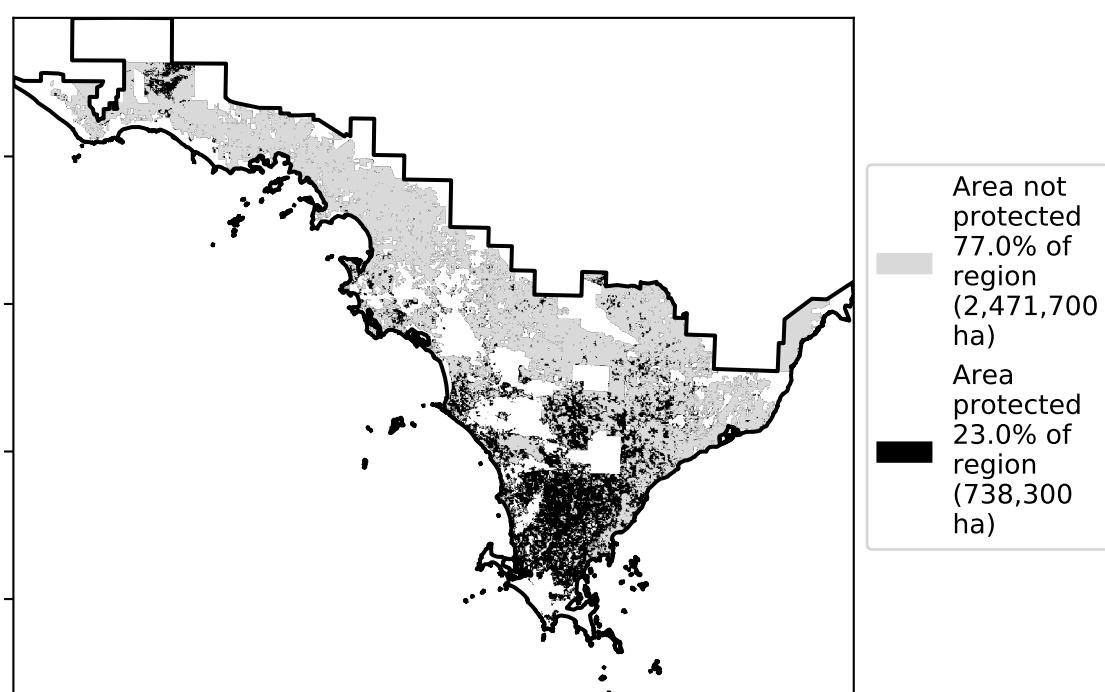 Area not
protected
77.0% of
region
(2,471,700
ha)
Area
protected
23.0% of
region
(738,300
ha)